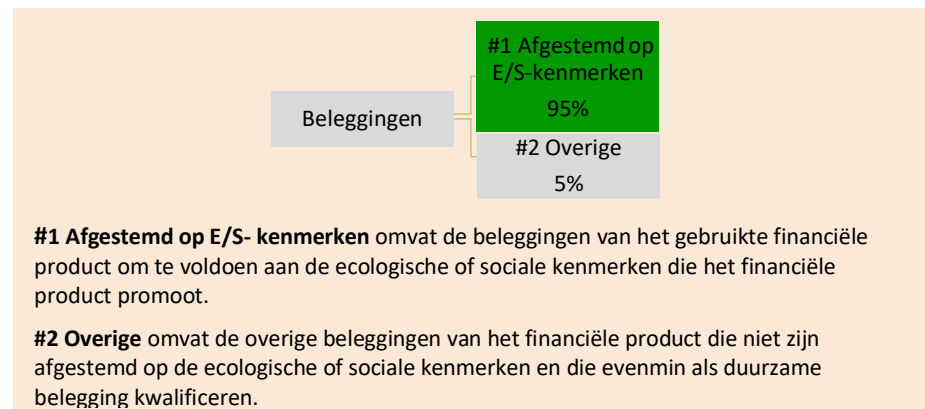 #1 Afgestemd op
E/S-kenmerken
95%
Beleggingen
#2 Overige
5%
#1 Afgestemd op E/S- kenmerken omvat de beleggingen van het gebruikte financiële
product om te voldoen aan de ecologische of sociale kenmerken die het financiële
product promoot.
#2 Overige omvat de overige beleggingen van het financiële product die niet zijn
afgestemd op de ecologische of sociale kenmerken en die evenmin als duurzame
belegging kwalificeren.